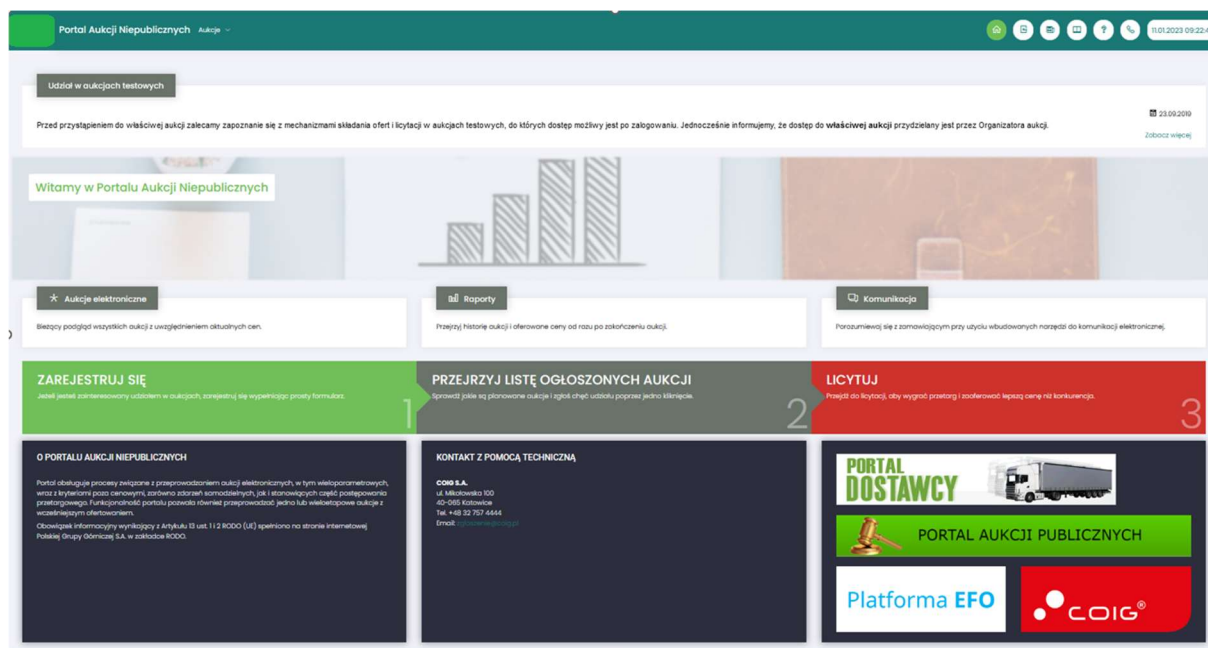 Portal Aukcji Niepublicznych Aukcje
11.01.2023 09:22:4
Udział w aukcjach testowych
Przed przystąpieniem do właściwej aukcji zalecamy zapoznanie się z mechanizmami składania ofert i licytacji w aukcjach testowych, do których dostęp możliwy jest po zalogowaniu. Jednocześnie informujemy, że dostęp do właściwej aukcji przydzielany jest przez Organizatora aukcji.
23.09.2019
Zobacz więcej
Witamy w Portalu Aukcji Niepublicznych
Aukcje elektroniczne
Bieżący podgląd wszystkich aukcji z uwzględnieniem aktualnych cen.
Raporty
Przejrzyj historię aukcji i oferowane ceny od razu po zakończeniu aukcji.
Komunikacja
Porozumiewaj się z zamawiającym przy użyciu wbudowanych narzędzi do komunikacji elektronicznej.
ZAREJESTRUJ SIĘ
Jeżeli jesteś zainteresowany udziałem w aukcjach, zarejestruj się wypełniając prosty formularz.
1
PRZEJRZYJ LISTĘ OGŁOSZONYCH AUKCJI
Sprawdź jakie są planowane aukcje i zgłoś chęć udziału poprzez jedno kliknięcie.
2
LICYTUJ
Przejdź do licytacji, aby wygrać przetarg i zaoferować lepszą cenę niż konkurencja.
3
O PORTALU AUKCJI NIEPUBLICZNYCH
Portal obsługuje procesy związane z przeprowadzaniem aukcji elektronicznych, w tym wieloparametrowych,
wraz z kryteriami poza cenowymi, zarówno zdarzeń samodzielnych, jak i stanowiących część postępowania
przetargowego. Funkcjonalność portalu pozwala również przeprowadzać jedno lub wieloetapowe aukcje z
wcześniejszym ofertowaniem.
Obowiązek informacyjny wynikający z Artykułu 13 ust. 1 i 2 RODO (UE) spełniono na stronie internetowej
Polskiej Grupy Górniczej S.A. w zakładce RODO.
KONTAKT Z POMOCĄ TECHNICZNĄ
COIG S.A.
ul. Mikołowska 100
40-065 Katowice
Tel. +48 32 757 4444
Email: zgloszenie@coig.pl
PORTAL
DOSTAWCY
PORTAL AUKCJI PUBLICZNYCH
Platforma EFO
COIG®